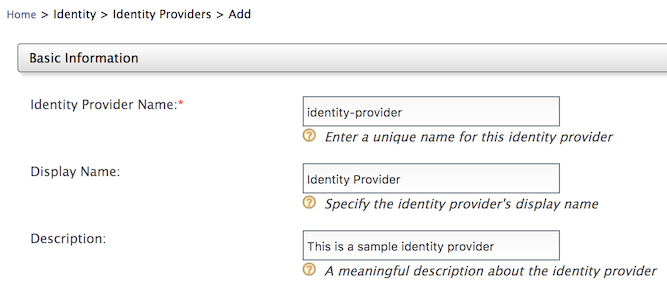 Home > Identity > Identity Providers > Add
Basic Information
Identity Provider Name:*
identity-provider
? Enter a unique name for this identity provider
Display Name:
Identity Provider
? Specify the identity provider's display name
Description:
This is a sample identity provider
? A meaningful description about the identity provider